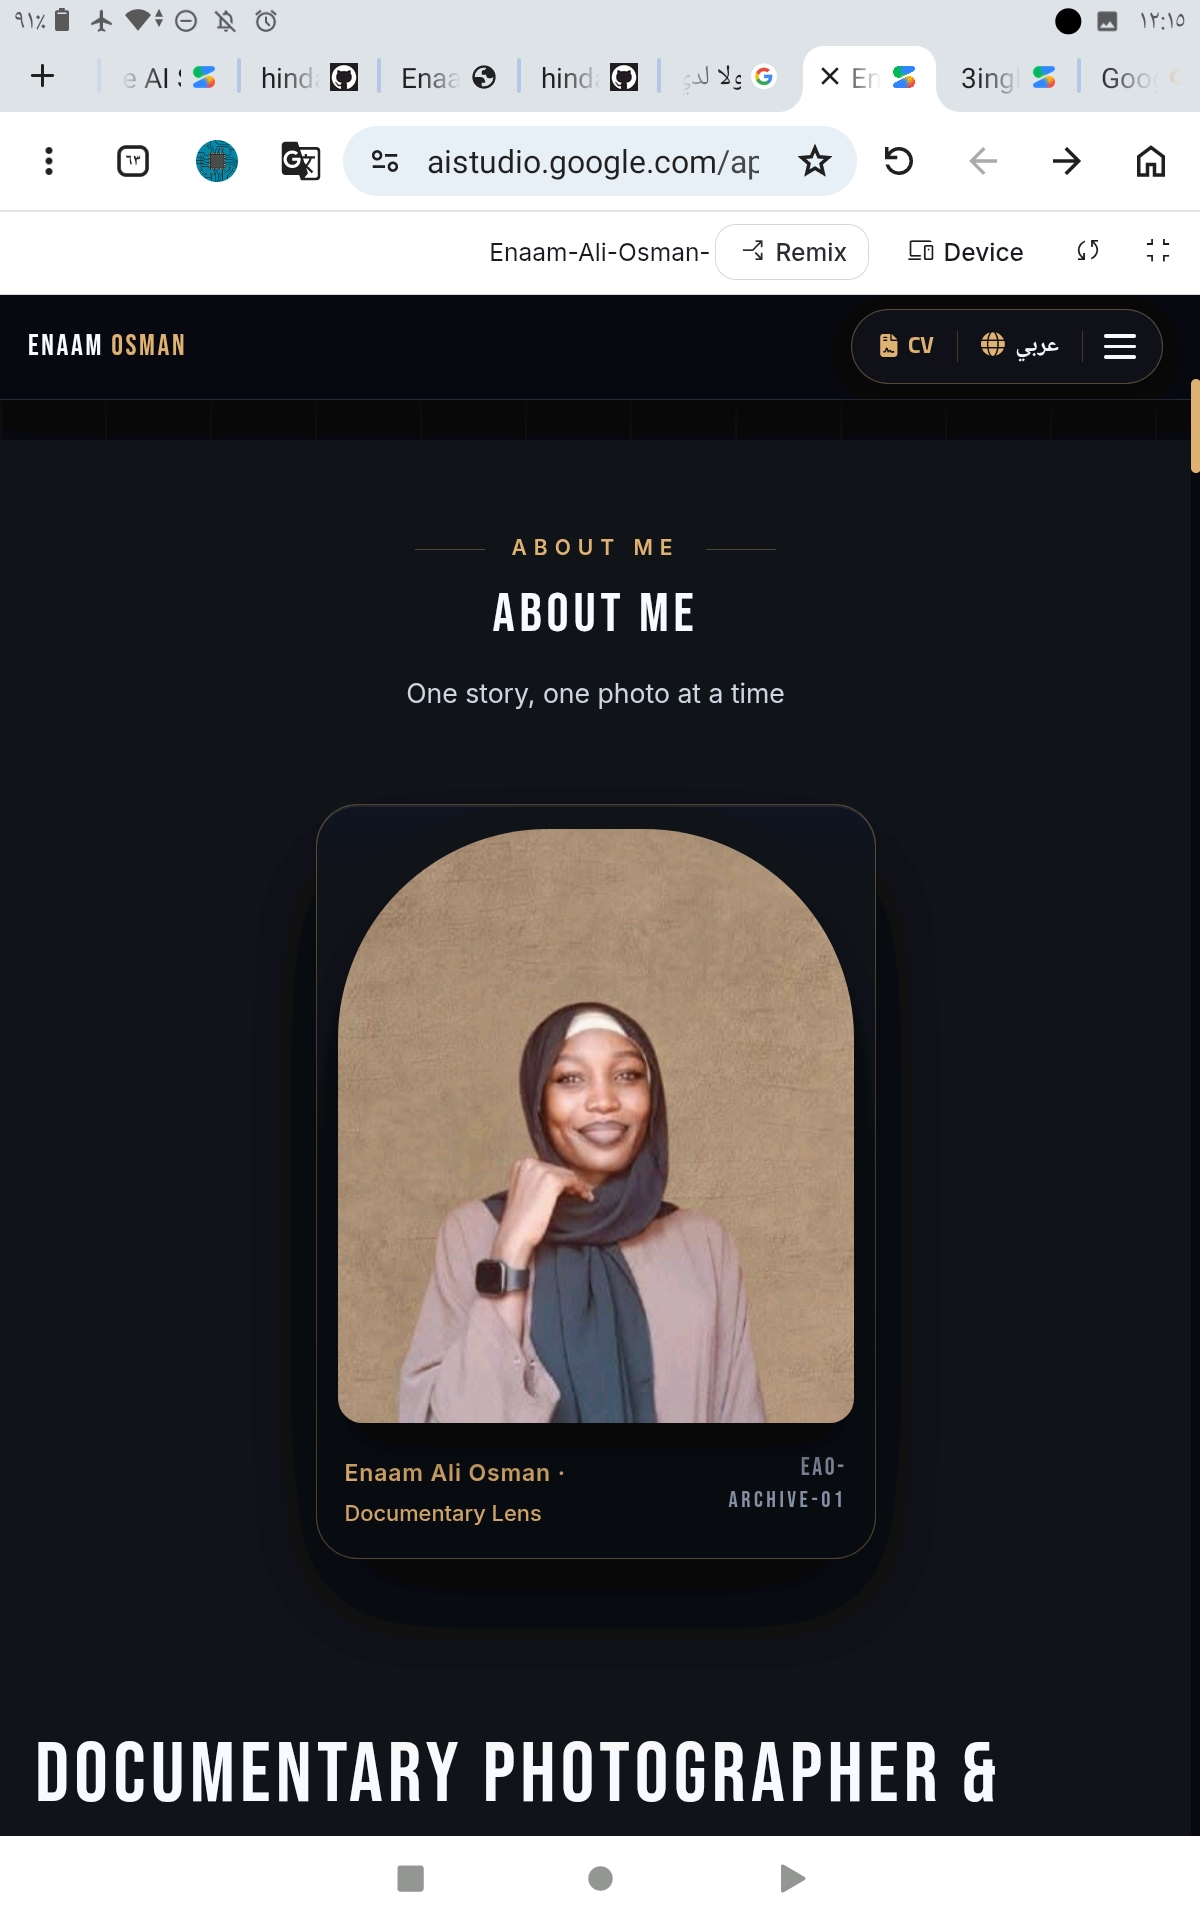 ٩١٪ ١٢:١٥
e AI hind Enaa hind ولا لدي En 3ing Goo
٦٣ aistudio.google.com/ap
Enaam-Ali-Osman- Remix Device
ENAAM OSMAN CV عربي
ABOUT ME
ABOUT ME
One story, one photo at a time
Enaam Ali Osman ·
Documentary Lens
EAO-
ARCHIVE-01
DOCUMENTARY PHOTOGRAPHER &